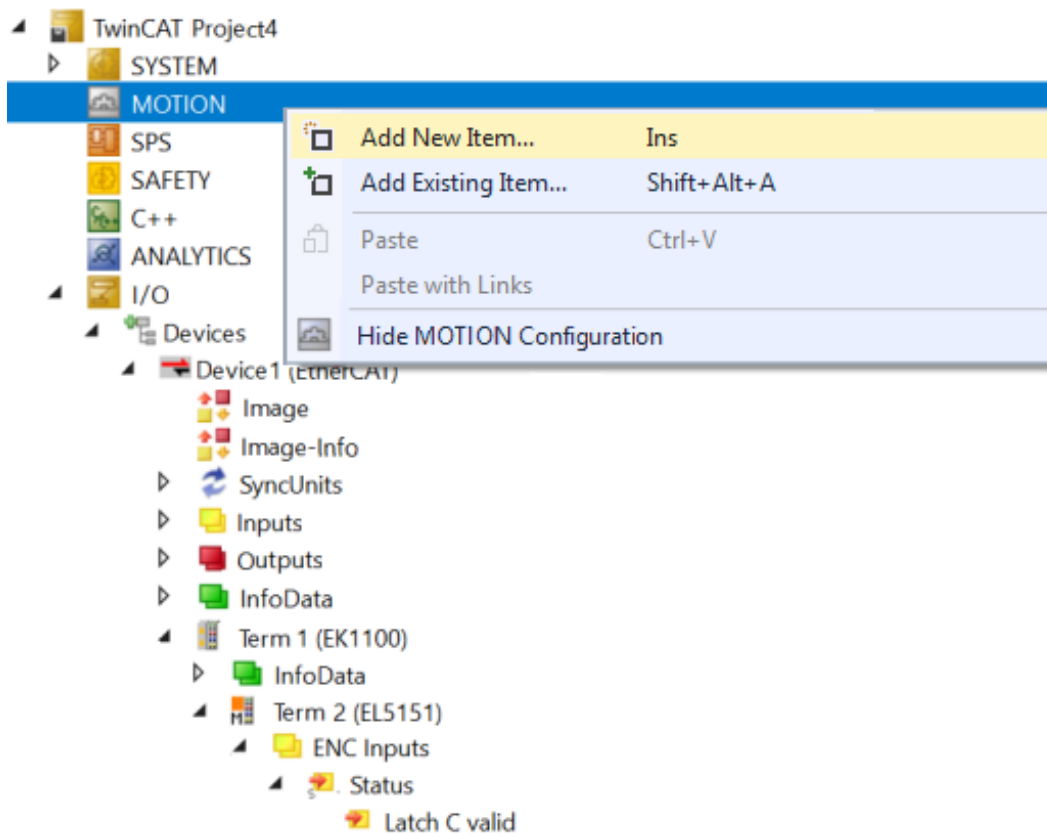 TwinCAT Project4
SYSTEM
MOTION
SPS
SAFETY
C++
ANALYTICS
I/O
Devices
Device1 (EtherCAT)
Image
Image-Info
SyncUnits
Inputs
Outputs
InfoData
Term 1 (EK1100)
InfoData
Term 2 (EL5151)
ENC Inputs
Status
Latch C valid
Add New Item... Ins
Add Existing Item... Shift+Alt+A
Paste Ctrl+V
Paste with Links
Hide MOTION Configuration